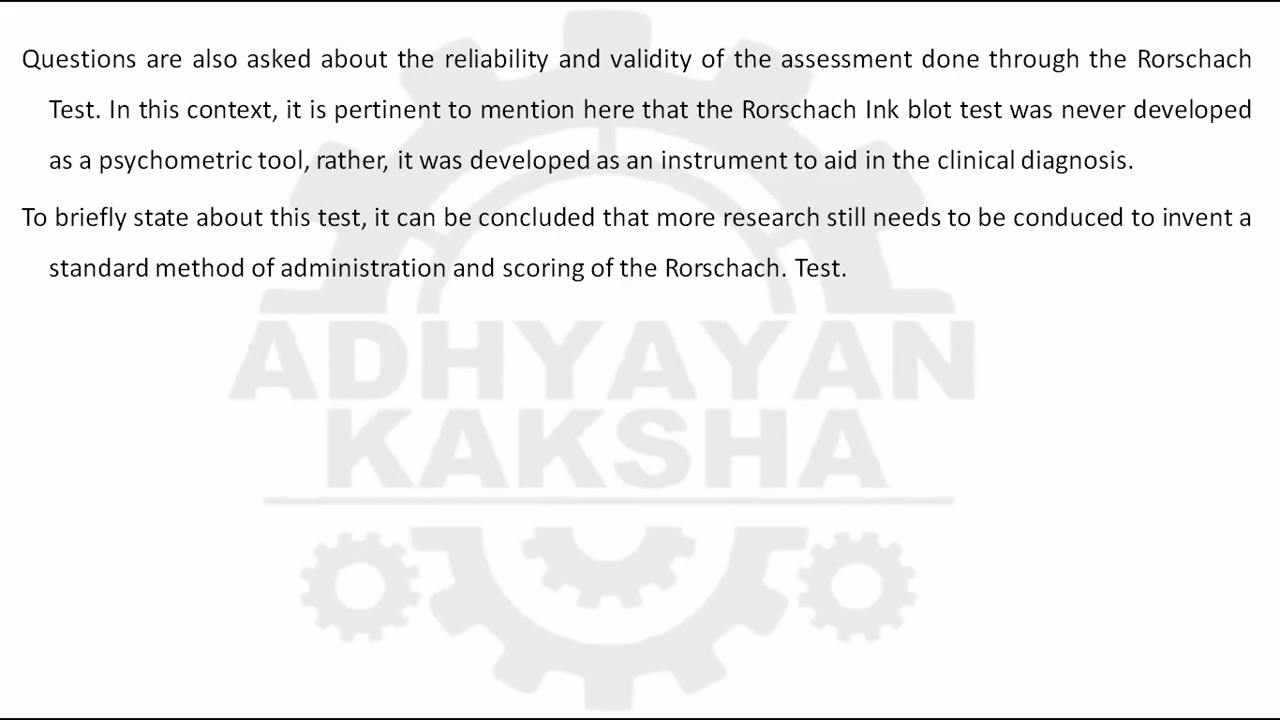 Questions are also asked about the reliability and validity of the assessment done through the Rorschach
Test. In this context, it is pertinent to mention here that the Rorschach Ink blot test was never developed
as a psychometric tool, rather, it was developed as an instrument to aid in the clinical diagnosis.
To briefly state about this test, it can be concluded that more research still needs to be conduced to invent a
standard method of administration and scoring of the Rorschach. Test.
ADHYAYAN
KAKSHA